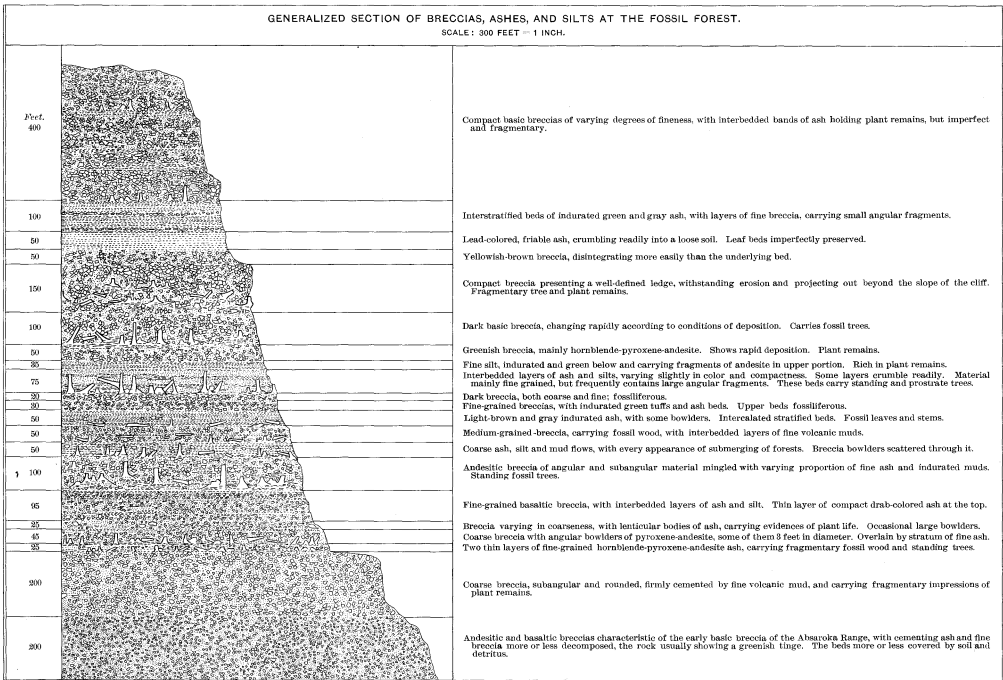 GENERALIZED SECTION OF BRECCIAS, ASHES, AND SILTS AT THE FOSSIL FOREST.
SCALE: 300 FEET = 1 INCH.
Feet.
400
Compact basic breccias of varying degrees of fineness, with interbedded bands of ash holding plant remains, but imperfect
and fragmentary.
100
Interstratified beds of indurated green and gray ash, with layers of fine breccia, carrying small angular fragments.
50
Lead-colored, friable ash, crumbling readily into a loose soil. Leaf beds imperfectly preserved.
50
Yellowish-brown breccia, disintegrating more easily than the underlying bed.
150
Compact breccia presenting a well-defined ledge, withstanding erosion and projecting out beyond the slope of the cliff.
Fragmentary tree and plant remains.
100
Dark basic breccia, changing rapidly according to conditions of deposition. Carries fossil trees.
50
Greenish breccia, mainly hornblende-pyroxene-andesite. Shows rapid deposition. Plant remains.
35
Fine silt, indurated and green below and carrying fragments of andesite in upper portion. Rich in plant remains.
75
Interbedded layers of ash and silts, varying slightly in color and compactness. Some layers crumble readily. Material
mainly fine grained, but frequently contains large angular fragments. These beds carry standing and prostrate trees.
20
Dark breccia, both coarse and fine; fossiliferous.
30
Fine-grained breccias, with indurated green tuffs and ash beds. Upper beds fossiliferous.
50
Light-brown and gray indurated ash, with some bowlders. Intercalated stratified beds. Fossil leaves and stems.
50
Medium-grained-breccia, carrying fossil wood, with interbedded layers of fine volcanic muds.
50
Coarse ash, silt and mud flows, with every appearance of submerging of forests. Breccia bowlders scattered through it.
100
Andesitic breccia of angular and subangular material mingled with varying proportion of fine ash and indurated muds.
Standing fossil trees.
95
Fine-grained basaltic breccia, with interbedded layers of ash and silt. Thin layer of compact drab-colored ash at the top.
25
Breccia varying in coarseness, with lenticular bodies of ash, carrying evidences of plant life. Occasional large bowlders.
45
Coarse breccia with angular bowlders of pyroxene-andesite, some of them 3 feet in diameter. Overlain by stratum of fine ash.
25
Two thin layers of fine-grained hornblende-pyroxene-andesite ash, carrying fragmentary fossil wood and standing trees.
200
Coarse breccia, subangular and rounded, firmly cemented by fine volcanic mud, and carrying fragmentary impressions of
plant remains.
200
Andesitic and basaltic breccias characteristic of the early basic breccia of the Absaroka Range, with cementing ash and fine
breccia more or less decomposed, the rock usually showing a greenish tinge. The beds more or less covered by soil and
detritus.